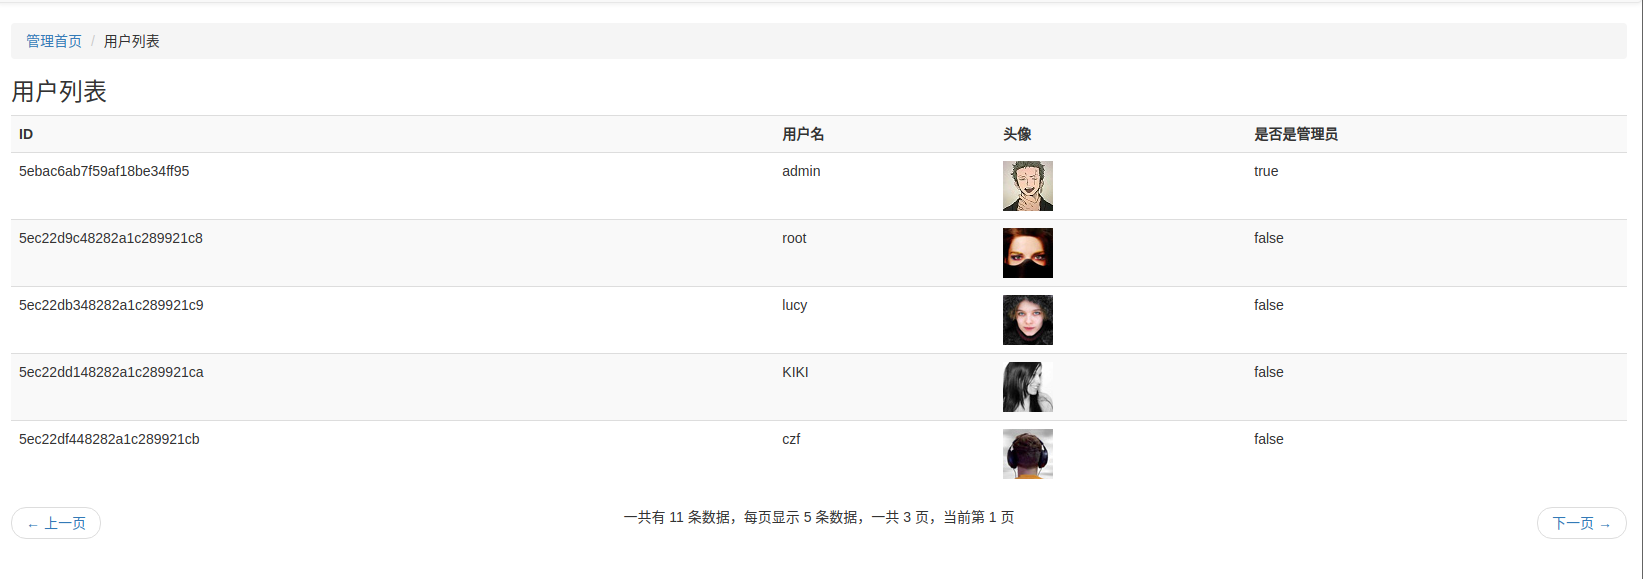 管理首页 / 用户列表
用户列表
ID 用户名 头像 是否是管理员
5ebac6ab7f59af18be34ff95 admin true
5ec22d9c48282a1c289921c8 root false
5ec22db348282a1c289921c9 lucy false
5ec22dd148282a1c289921ca KIKI false
5ec22df448282a1c289921cb czf false
← 上一页 一共有 11 条数据，每页显示 5 条数据，一共 3 页，当前第 1 页 下一页 →